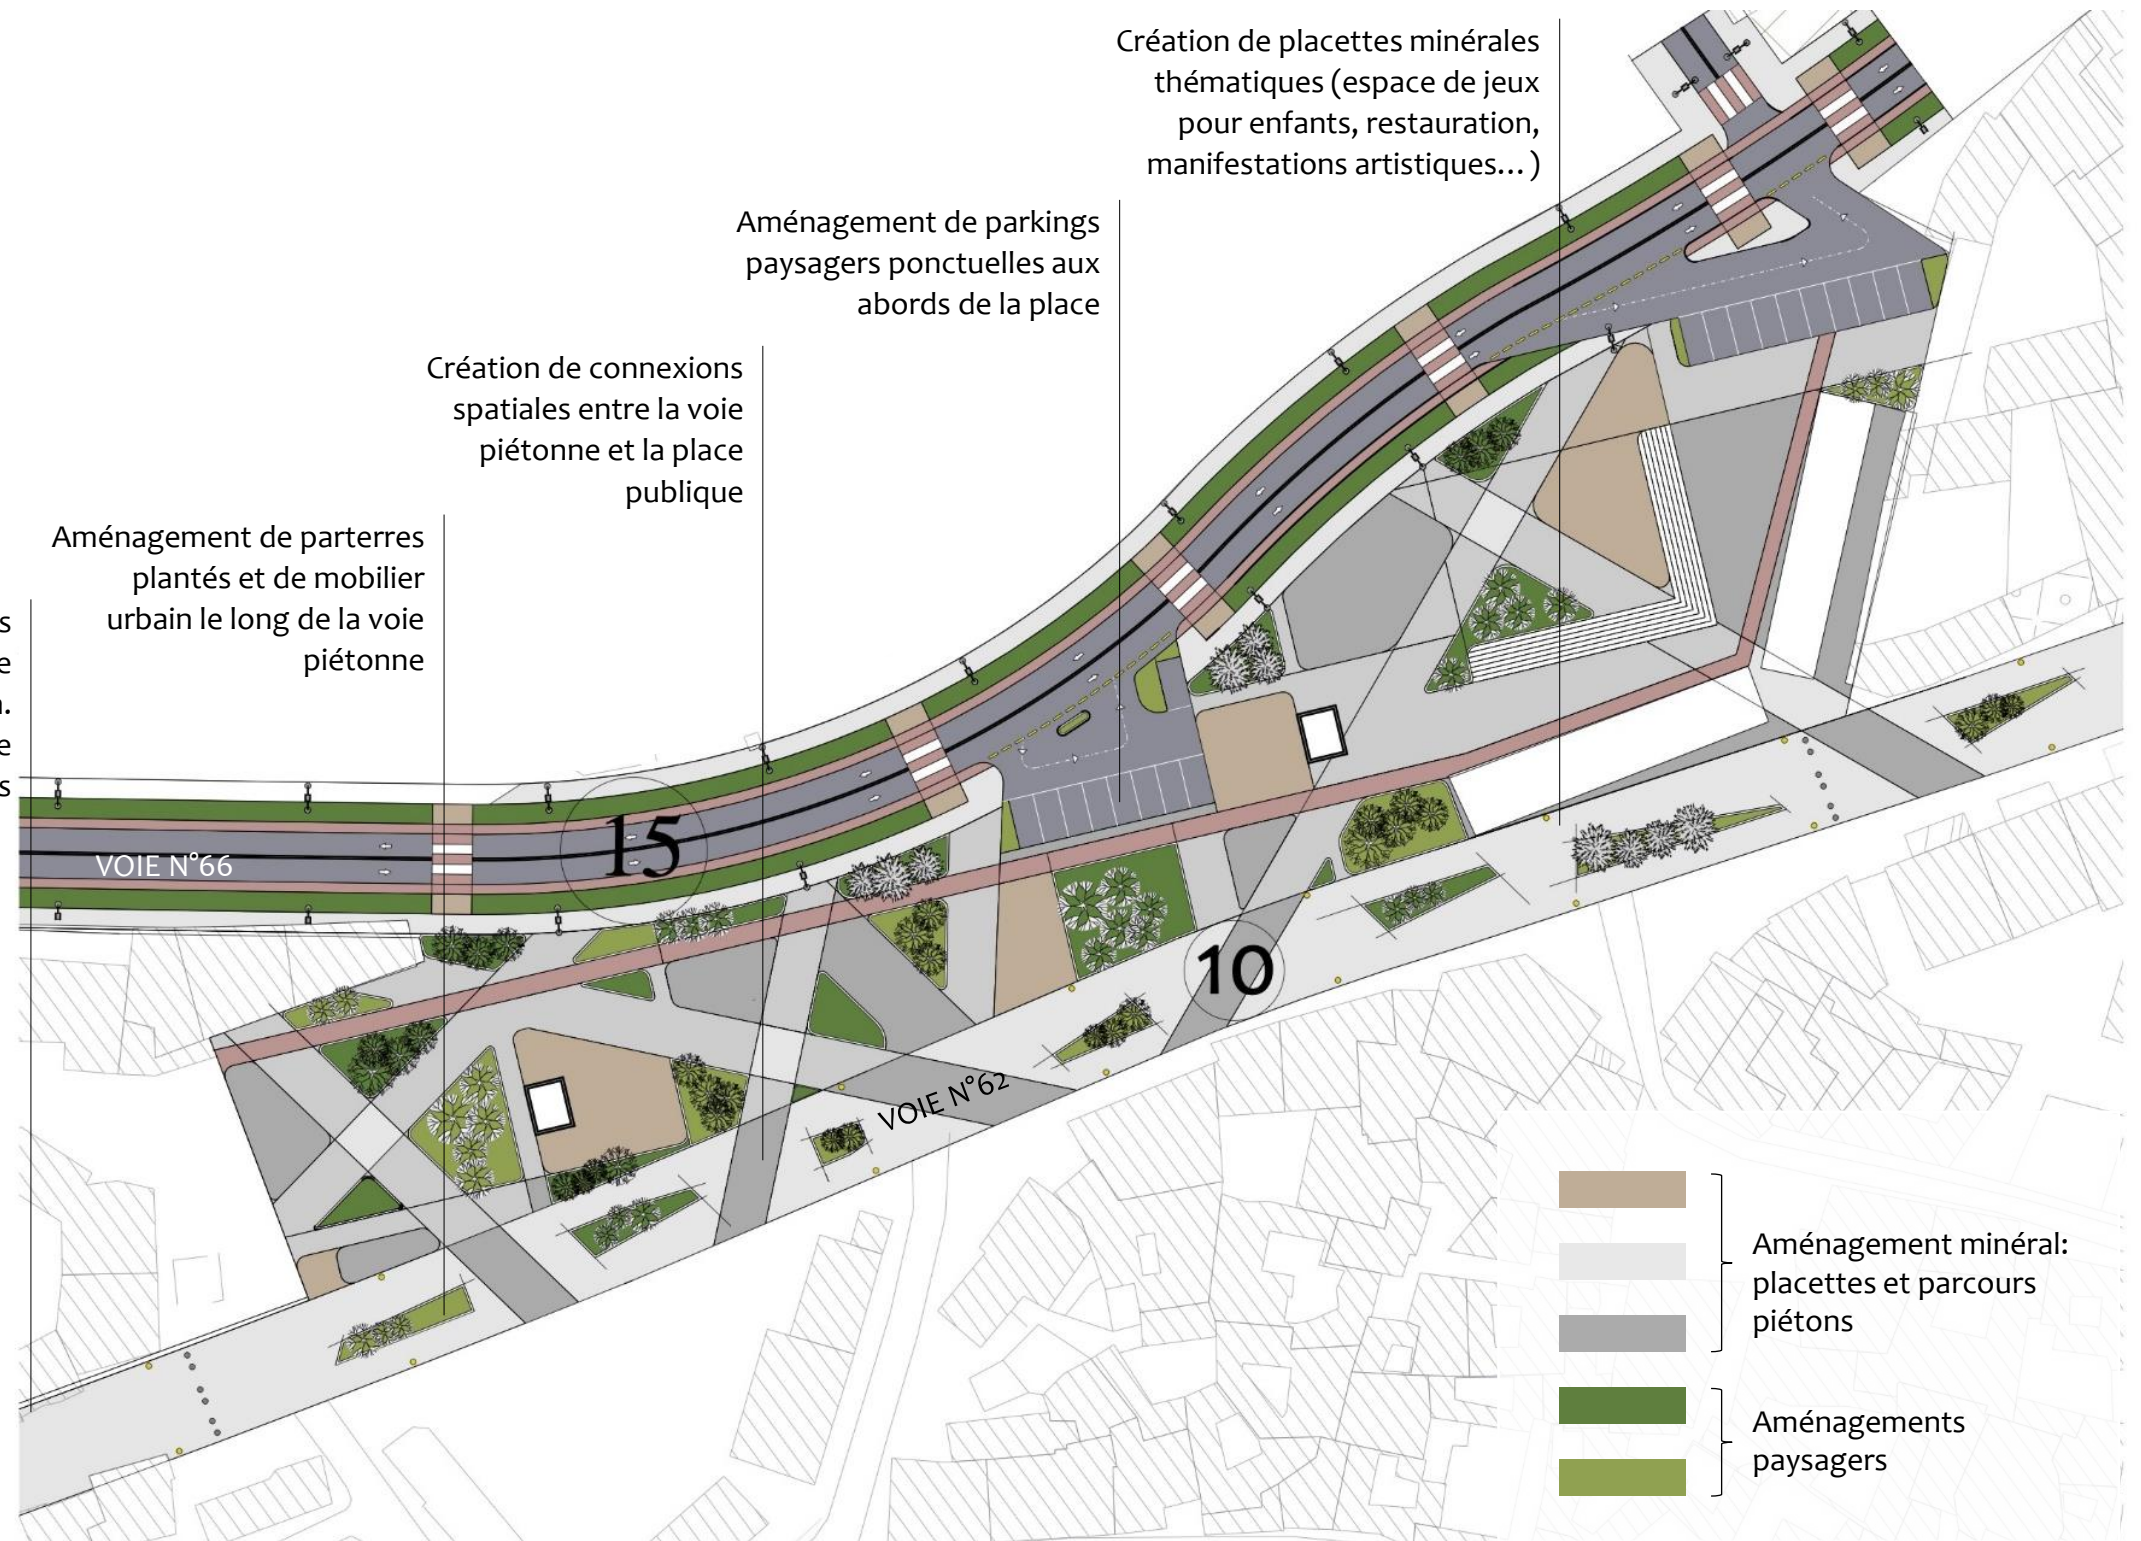 Création de placettes minérales
thématiques (espace de jeux
pour enfants, restauration,
manifestations artistiques...)
Aménagement de parkings
paysagers ponctuelles aux
abords de la place
Création de connexions
spatiales entre la voie
piétonne et la place
publique
Aménagement de parterres
plantés et de mobilier
urbain le long de la voie
piétonne
VOIE N°66
15
10
VOIE N°62
Aménagement minéral:
placettes et parcours
piétons
Aménagements
paysagers